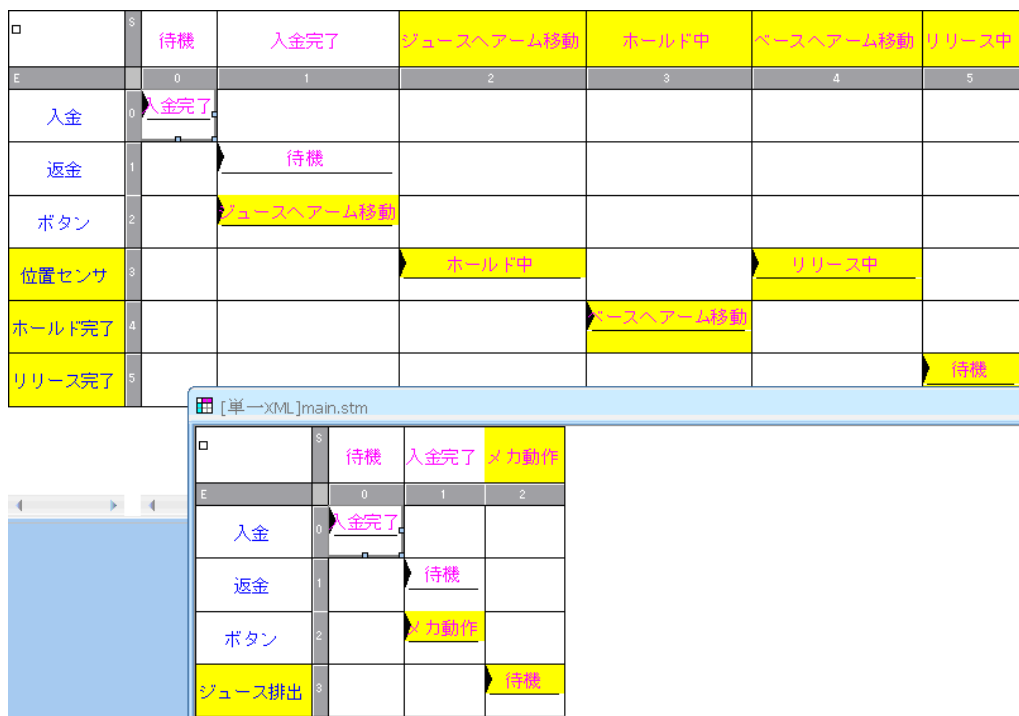 S
待機 入金完了 ジュースへアーム移動 ホールド中 ベースへアーム移動 リリース中
E 0 1 2 3 4 5
入金 0 入金完了
返金 1 待機
ボタン 2 ジュースへアーム移動
位置センサ 3 ホールド中 リリース中
ホールド完了 4 ベースへアーム移動
リリース完了 5 待機
[単一XML]main.stm
S
待機 入金完了 メカ動作
E 0 1 2
入金 0 入金完了
返金 1 待機
ボタン 2 メカ動作
ジュース排出 3 待機